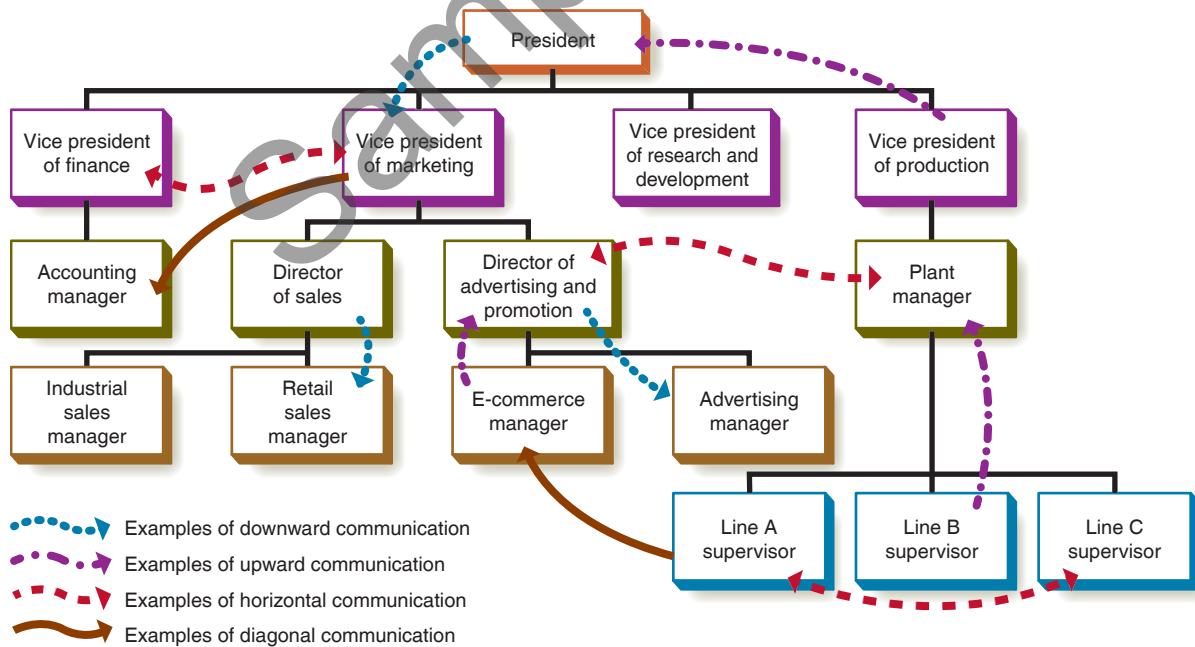 President
Vice president
of finance
Vice president
of marketing
Vice president
of research and
development
Vice president
of production
Accounting
manager
Director
of sales
Director of
advertising and
promotion
Plant
manager
Industrial
sales
manager
Retail
sales
manager
E-commerce
manager
Advertising
manager
Line A
supervisor
Line B
supervisor
Line C
supervisor
Examples of downward communication
Examples of upward communication
Examples of horizontal communication
Examples of diagonal communication